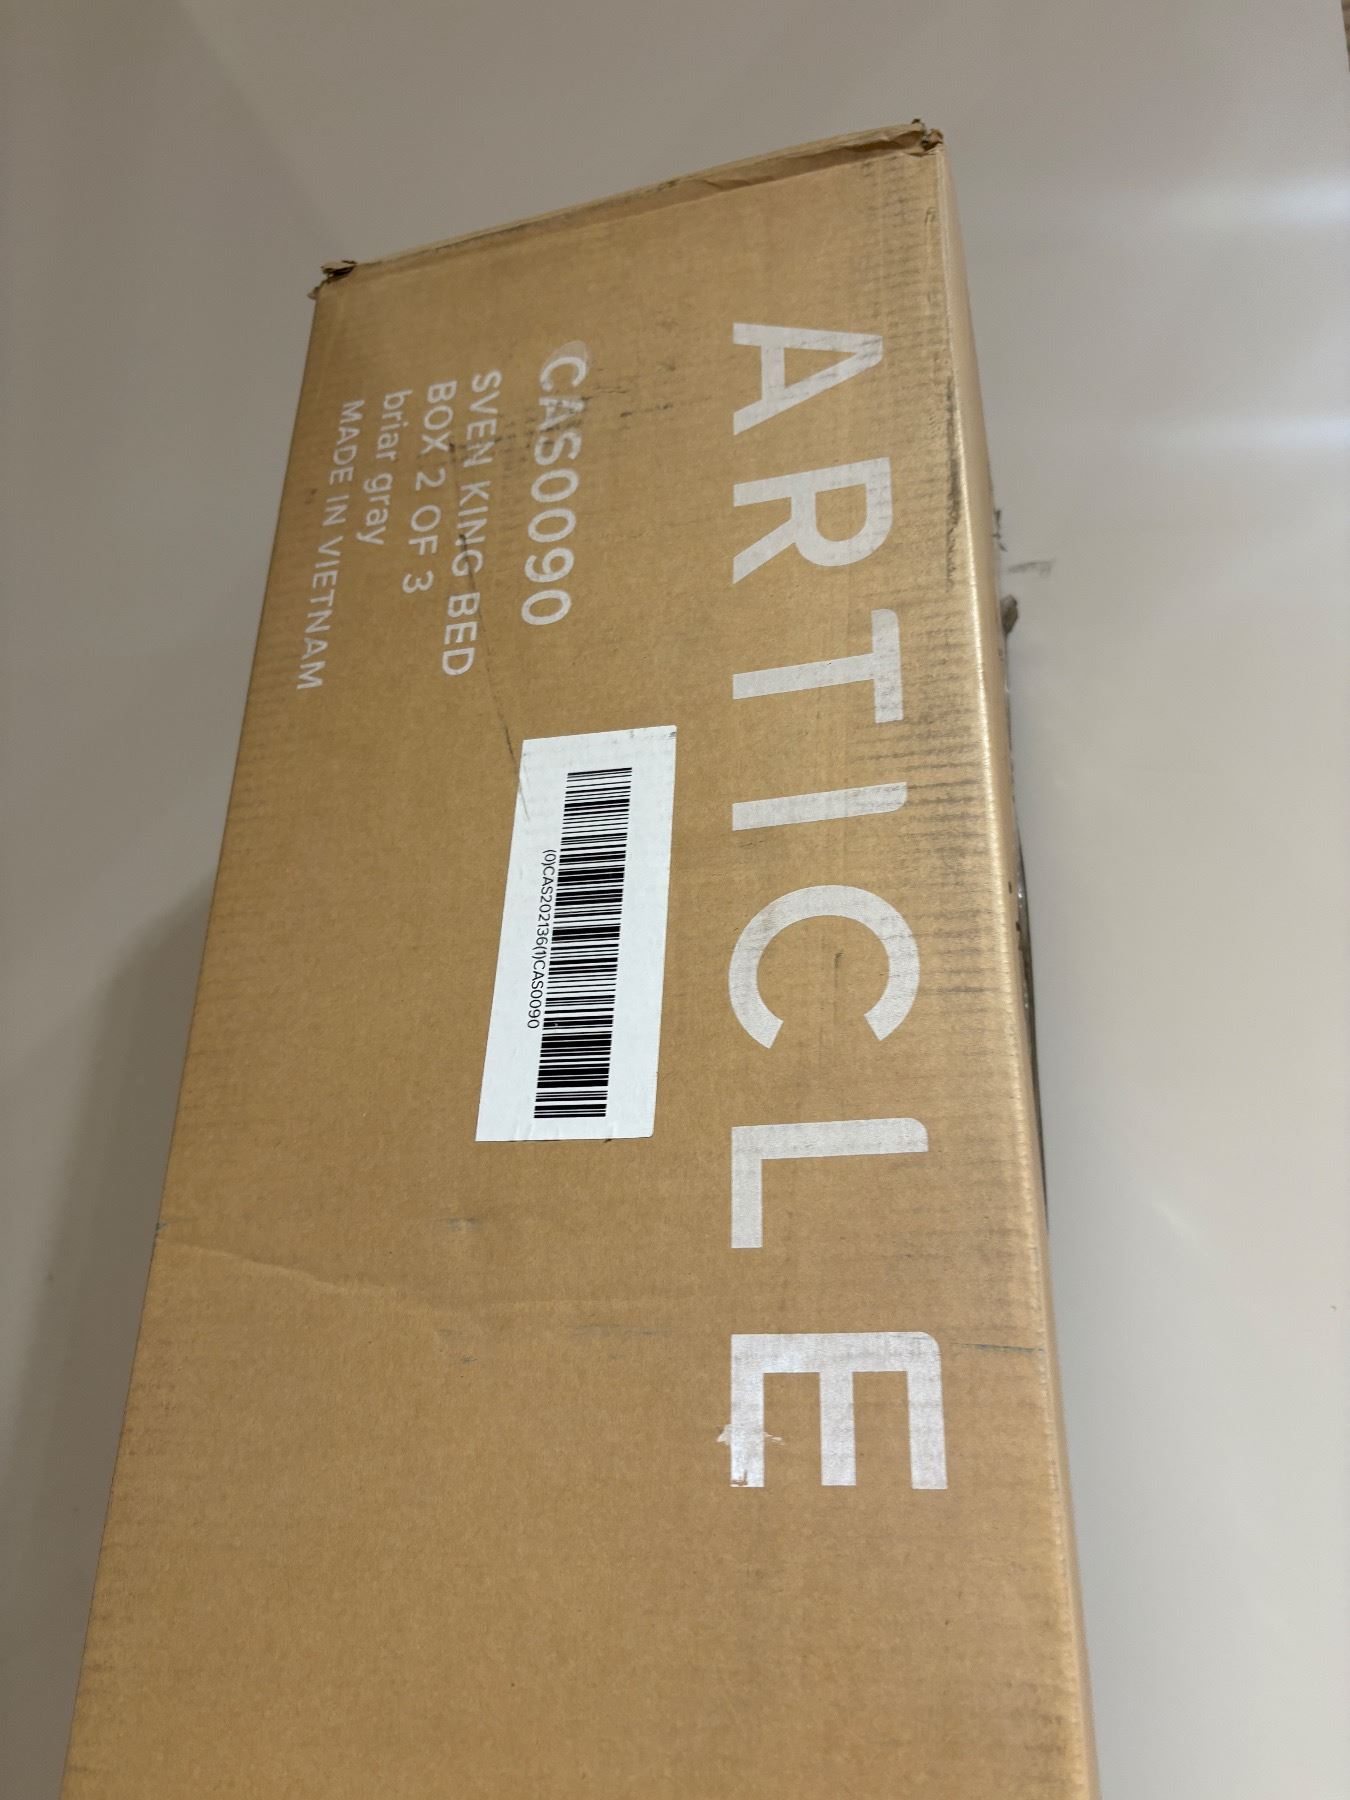 ARTICLE
CAS0090
SVEN KING BED
BOX 2 OF 3
briar gray
MADE IN VIETNAM
(0)CAS202136(1)CAS0090